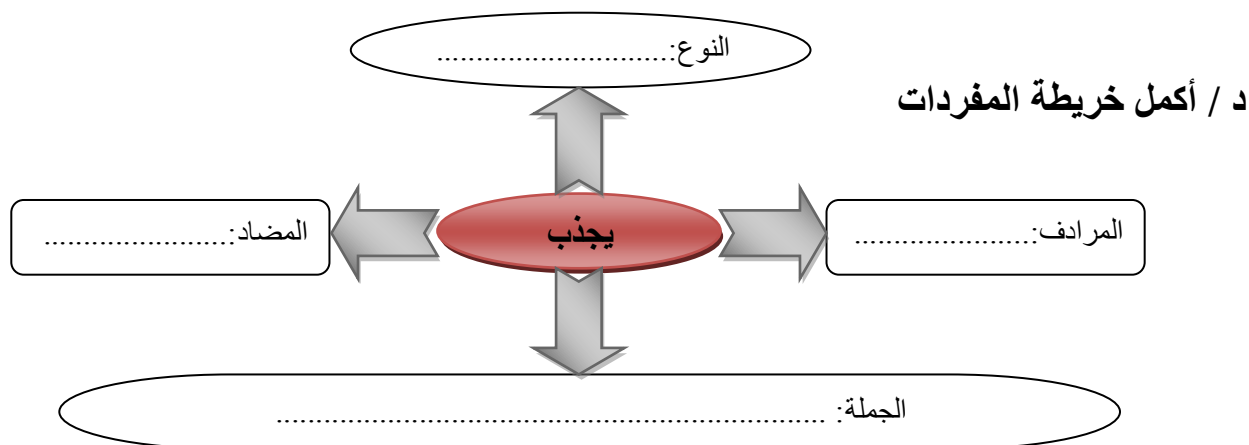 النوع:.............................
د / أكمل خريطة المفردات
المرادف:......................
يجذب
المضاد:.......................
الجملة: ....................................................................